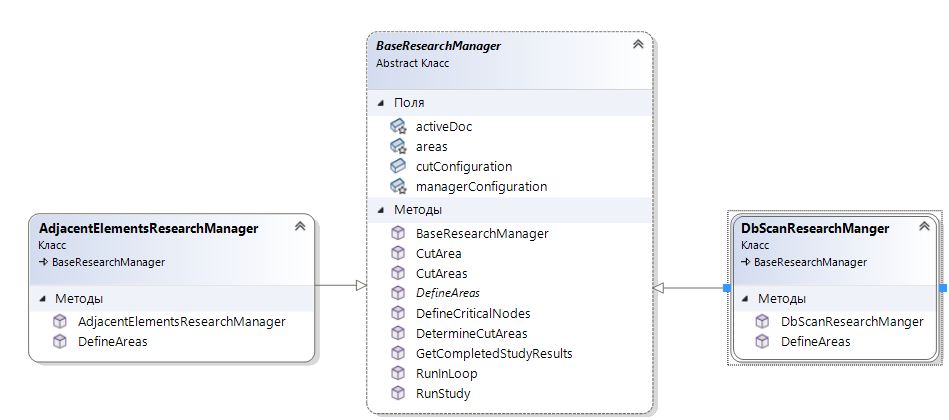 BaseResearchManager
Abstract Класс
Поля
activeDoc
areas
cutConfiguration
managerConfiguration
Методы
BaseResearchManager
CutArea
CutAreas
DefineAreas
DefineCriticalNodes
DetermineCutAreas
GetCompletedStudyResults
RunInLoop
RunStudy
AdjacentElementsResearchManager
Класс
BaseResearchManager
Методы
AdjacentElementsResearchManager
DefineAreas
DbScanResearchManger
Класс
BaseResearchManager
Методы
DbScanResearchManger
DefineAreas